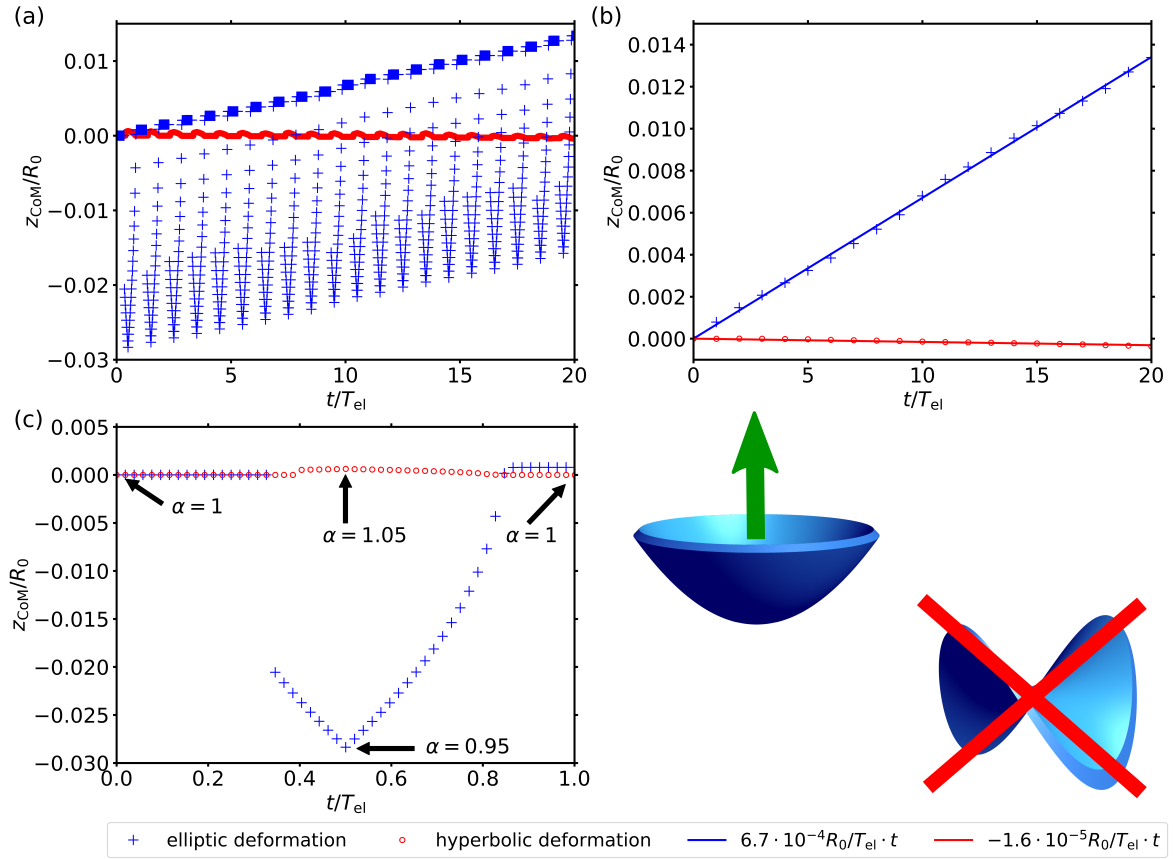 (a)
0.01
0.00
−0.01
−0.02
−0.03
z_CoM/R_0
0 5 10 15 20
t/T_el
(b)
0.014
0.012
0.010
0.008
0.006
0.004
0.002
0.000
z_CoM/R_0
0 5 10 15 20
t/T_el
(c)
0.005
0.000
−0.005
−0.010
−0.015
−0.020
−0.025
−0.030
z_CoM/R_0
α = 1
α = 1.05
α = 1
α = 0.95
0.0 0.2 0.4 0.6 0.8 1.0
t/T_el
elliptic deformation hyperbolic deformation 6.7 · 10⁻⁴R_0/T_el · t −1.6 · 10⁻⁵R_0/T_el · t